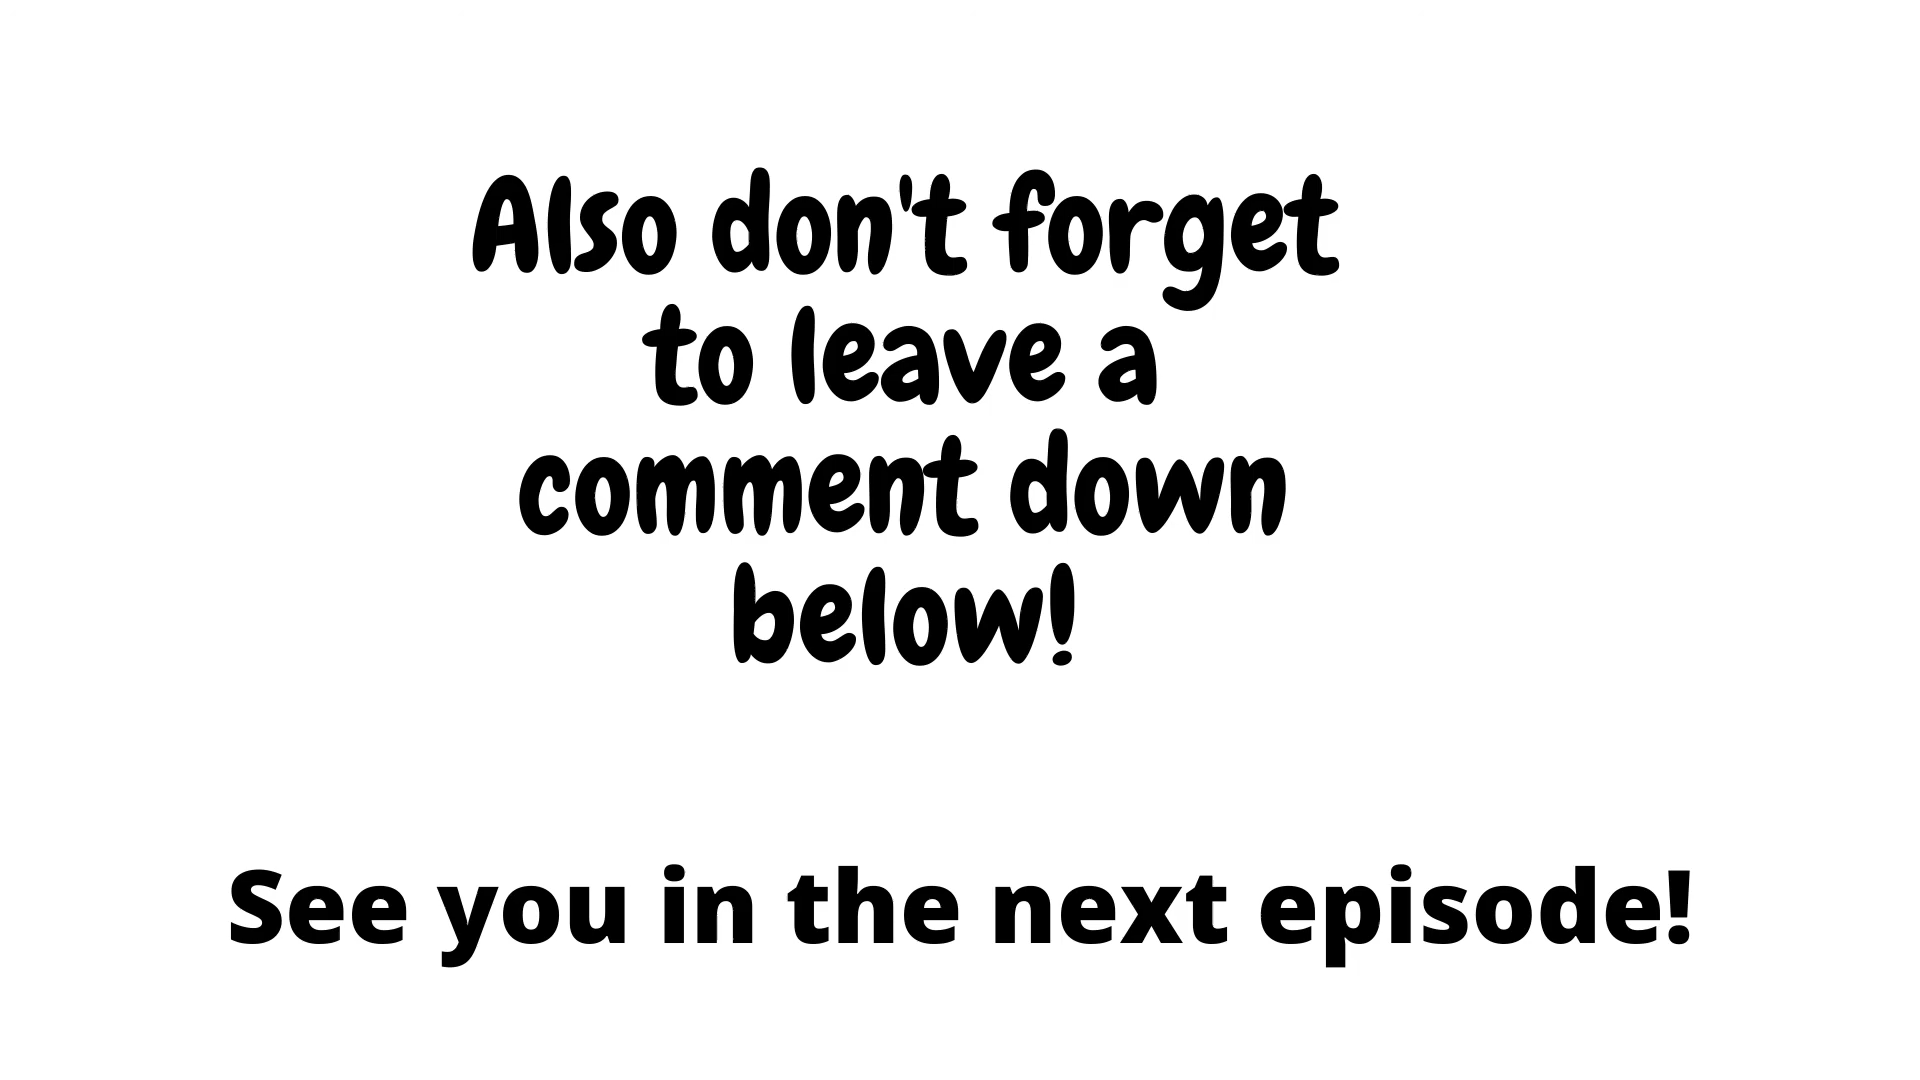 Also don't forget
to leave a
comment down
below!
See you in the next episode!